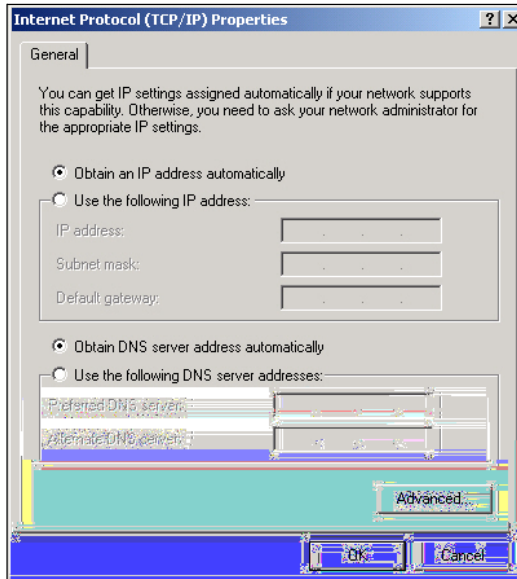 Internet Protocol (TCP/IP) Properties
General
You can get IP settings assigned automatically if your network supports
this capability. Otherwise, you need to ask your network administrator for
the appropriate IP settings.
Obtain an IP address automatically
Use the following IP address:
IP address:
Subnet mask:
Default gateway:
Obtain DNS server address automatically
Use the following DNS server addresses:
Preferred DNS server:
Alternate DNS server:
Advanced...
OK
Cancel